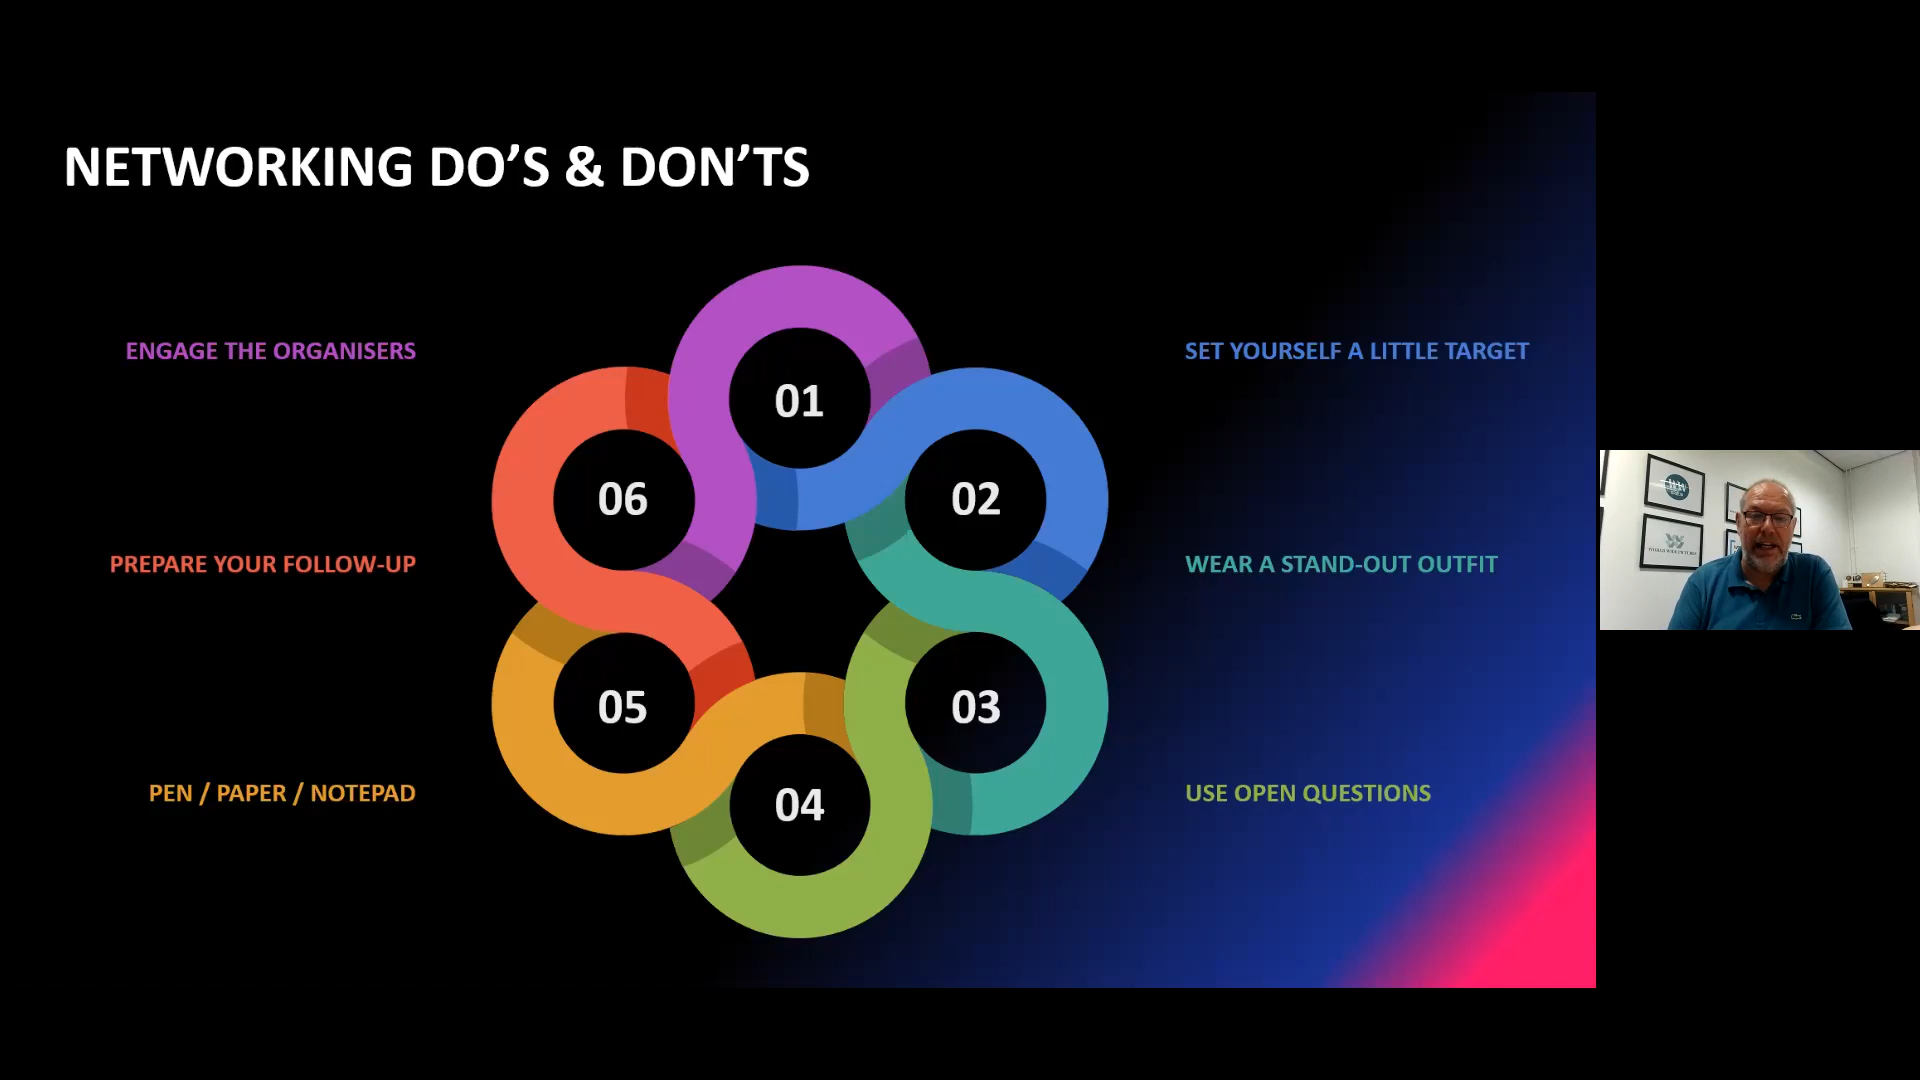 NETWORKING DO’S & DON’TS
ENGAGE THE ORGANISERS
SET YOURSELF A LITTLE TARGET
01
06
02
PREPARE YOUR FOLLOW-UP
WEAR A STAND-OUT OUTFIT
05
03
PEN / PAPER / NOTEPAD
USE OPEN QUESTIONS
04